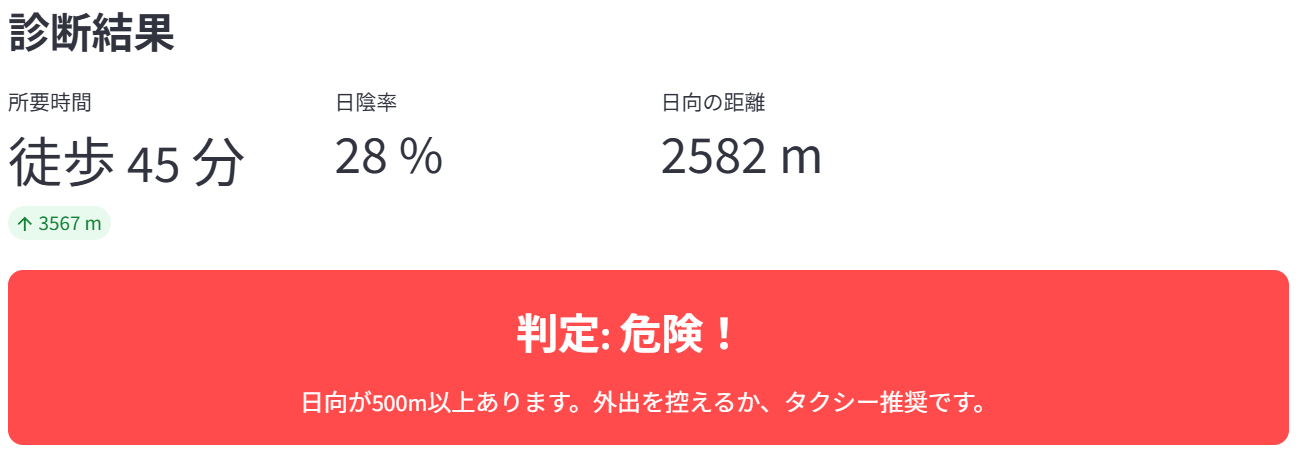 診断結果
所要時間
徒歩 45 分
↑ 3567 m
日陰率
28 %
日向の距離
2582 m
判定: 危険！
日向が500m以上あります。外出を控えるか、タクシー推奨です。